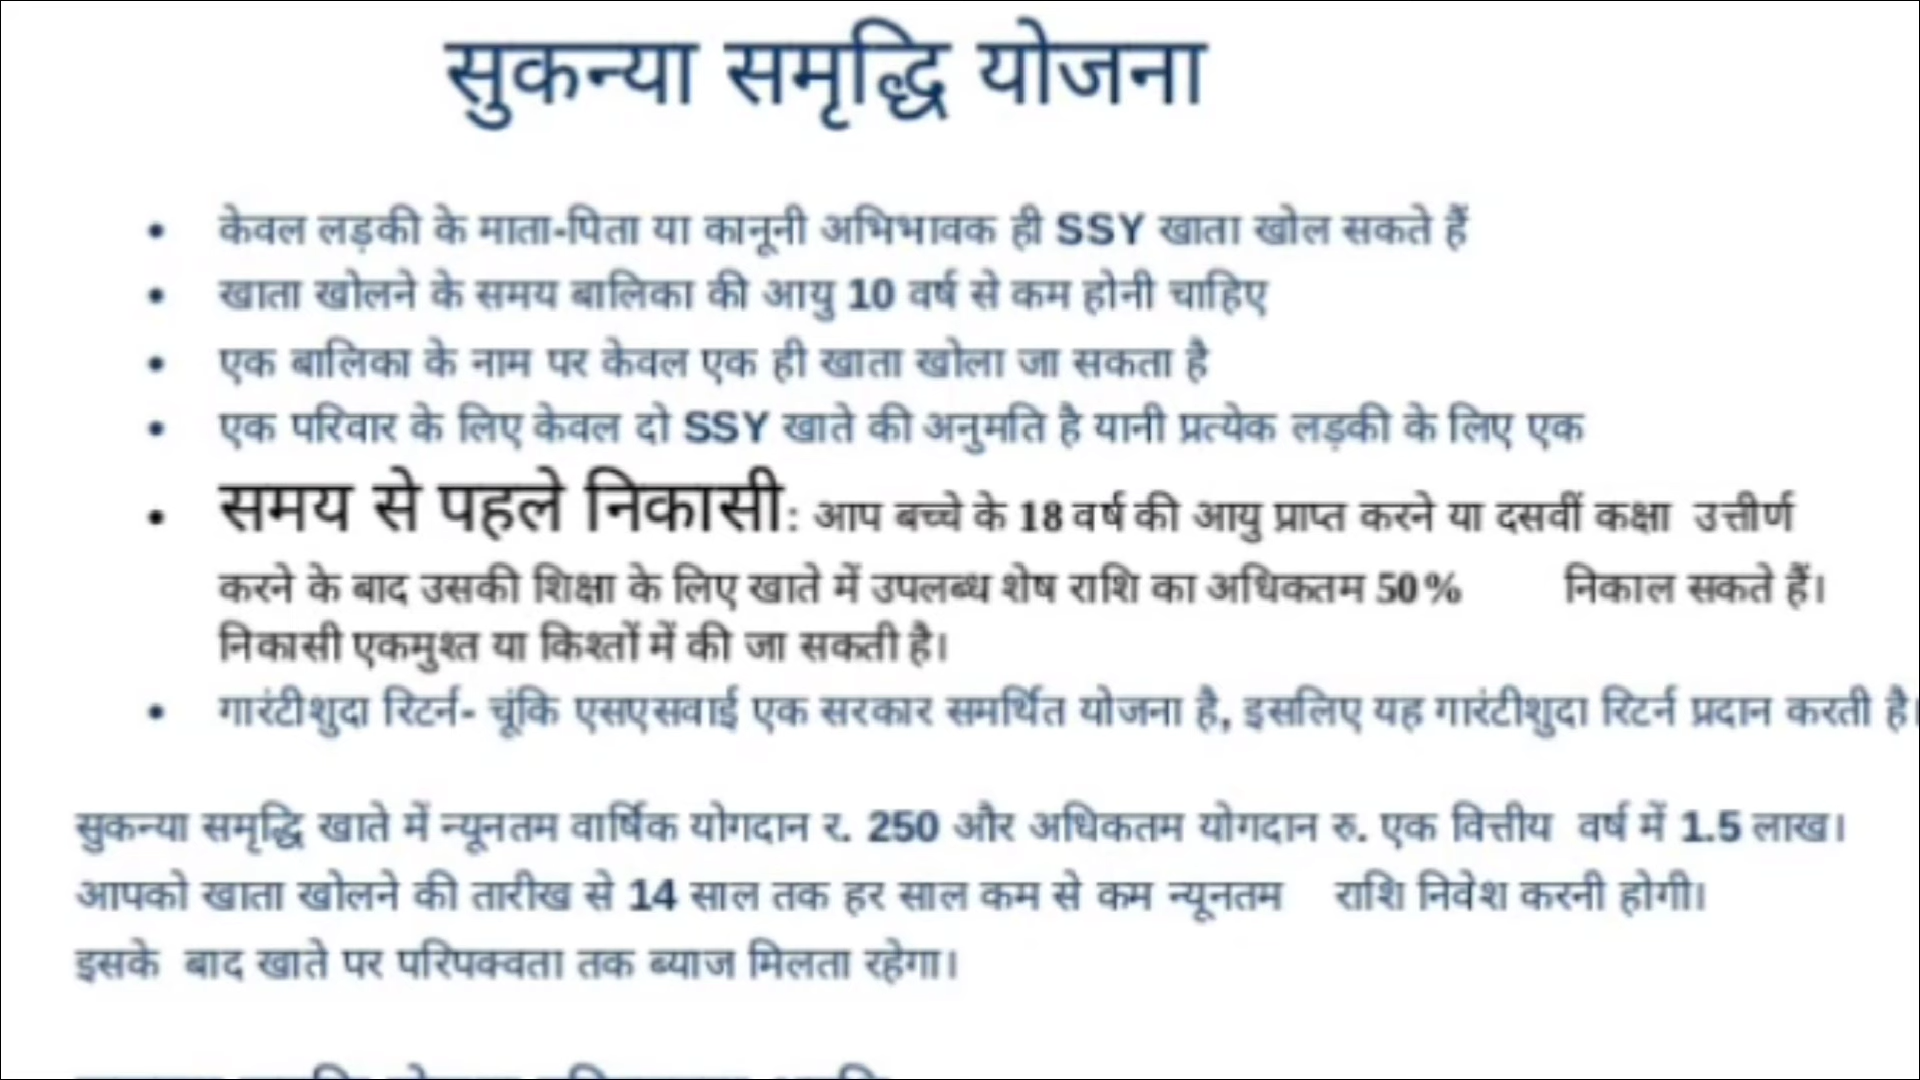 सुकन्या समृद्धि योजना
• केवल लड़की के माता-पिता या कानूनी अभिभावक ही SSY खाता खोल सकते हैं
• खाता खोलने के समय बालिका की आयु 10 वर्ष से कम होनी चाहिए
• एक बालिका के नाम पर केवल एक ही खाता खोला जा सकता है
• एक परिवार के लिए केवल दो SSY खाते की अनुमति है यानी प्रत्येक लड़की के लिए एक
• समय से पहले निकासी: आप बच्चे के 18 वर्ष की आयु प्राप्त करने या दसवीं कक्षा उत्तीर्ण
करने के बाद उसकी शिक्षा के लिए खाते में उपलब्ध शेष राशि का अधिकतम 50% निकाल सकते हैं।
निकासी एकमुश्त या किश्तों में की जा सकती है।
• गारंटीशुदा रिटर्न- चूंकि एसएसवाई एक सरकार समर्थित योजना है, इसलिए यह गारंटीशुदा रिटर्न प्रदान करती है।
सुकन्या समृद्धि खाते में न्यूनतम वार्षिक योगदान र. 250 और अधिकतम योगदान रु. एक वित्तीय वर्ष में 1.5 लाख।
आपको खाता खोलने की तारीख से 14 साल तक हर साल कम से कम न्यूनतम राशि निवेश करनी होगी।
इसके बाद खाते पर परिपक्वता तक ब्याज मिलता रहेगा।